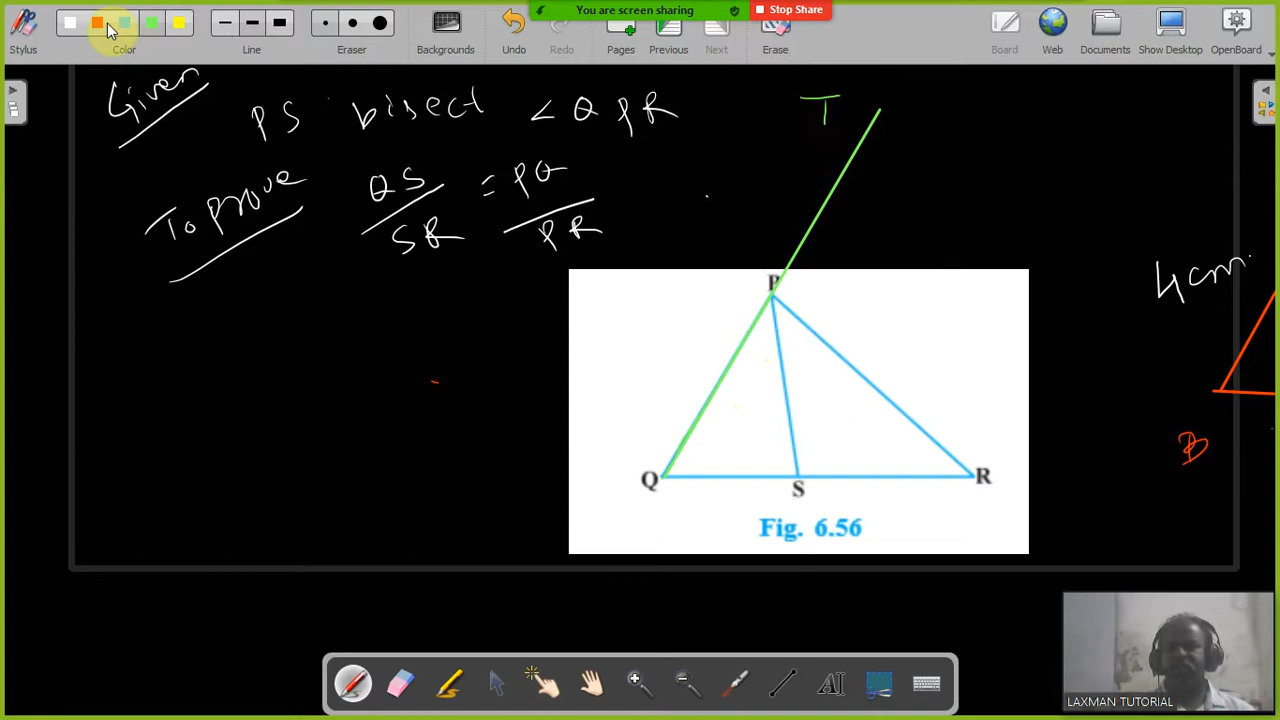 You are screen sharing
Stop Share
Stylus
Color
Line
Eraser
Backgrounds
Undo
Redo
Pages
Previous
Next
Erase
Board
Web
Documents
Show Desktop
OpenBoard
Given PS bisect ∠QPR
To prove QS/SR = PQ/PR
T
P
Q
S
R
Fig. 6.56
4cm
B
LAXMAN TUTORIAL